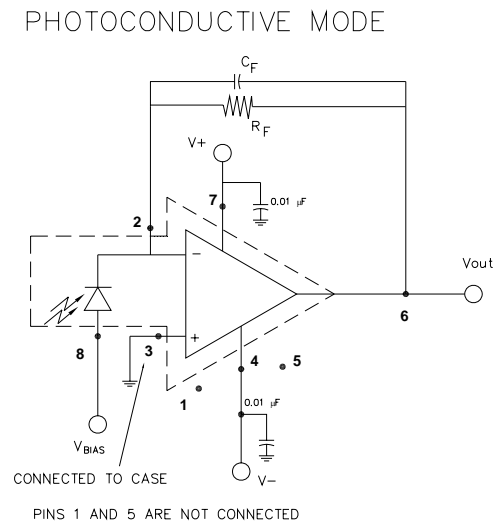 PHOTOCONDUCTIVE MODE
CF
RF
V+
7
0.01 µF
2
−
Vout
6
+
8
3
4
5
1
0.01 µF
VBIAS
V−
CONNECTED TO CASE
PINS 1 AND 5 ARE NOT CONNECTED